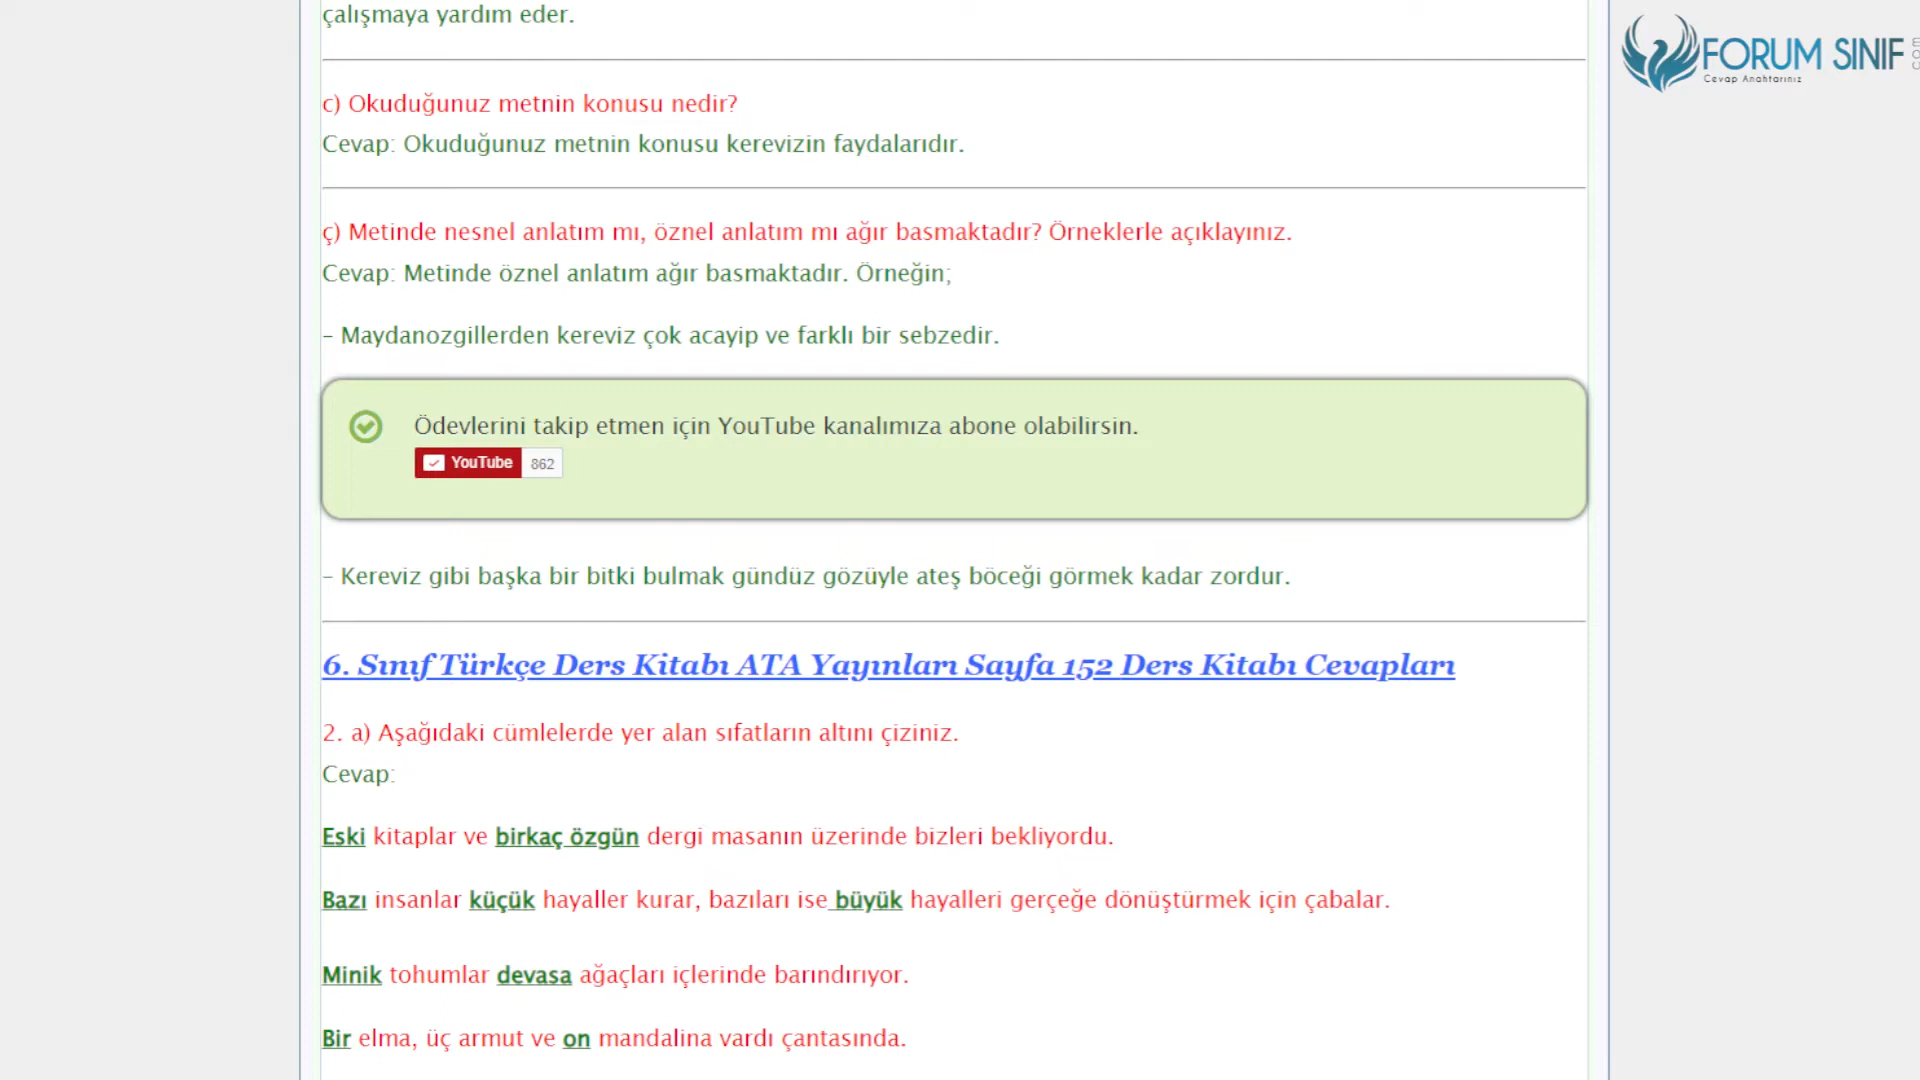 çalışmaya yardım eder.
FORUM SINIF
Cevap Anahtarınız
c) Okuduğunuz metnin konusu nedir?
Cevap: Okuduğunuz metnin konusu kerevizin faydalarıdır.
ç) Metinde nesnel anlatım mı, öznel anlatım mı ağır basmaktadır? Örneklerle açıklayınız.
Cevap: Metinde öznel anlatım ağır basmaktadır. Örneğin;
– Maydanozgillerden kereviz çok acayip ve farklı bir sebzedir.
Ödevlerini takip etmen için YouTube kanalımıza abone olabilirsin.
YouTube 862
– Kereviz gibi başka bir bitki bulmak gündüz gözüyle ateş böceği görmek kadar zordur.
6. Sınıf Türkçe Ders Kitabı ATA Yayınları Sayfa 152 Ders Kitabı Cevapları
2. a) Aşağıdaki cümlelerde yer alan sıfatların altını çiziniz.
Cevap:
Eski kitaplar ve birkaç özgün dergi masanın üzerinde bizleri bekliyordu.
Bazı insanlar küçük hayaller kurar, bazıları ise büyük hayalleri gerçeğe dönüştürmek için çabalar.
Minik tohumlar devasa ağaçları içlerinde barındırıyor.
Bir elma, üç armut ve on mandalina vardı çantasında.